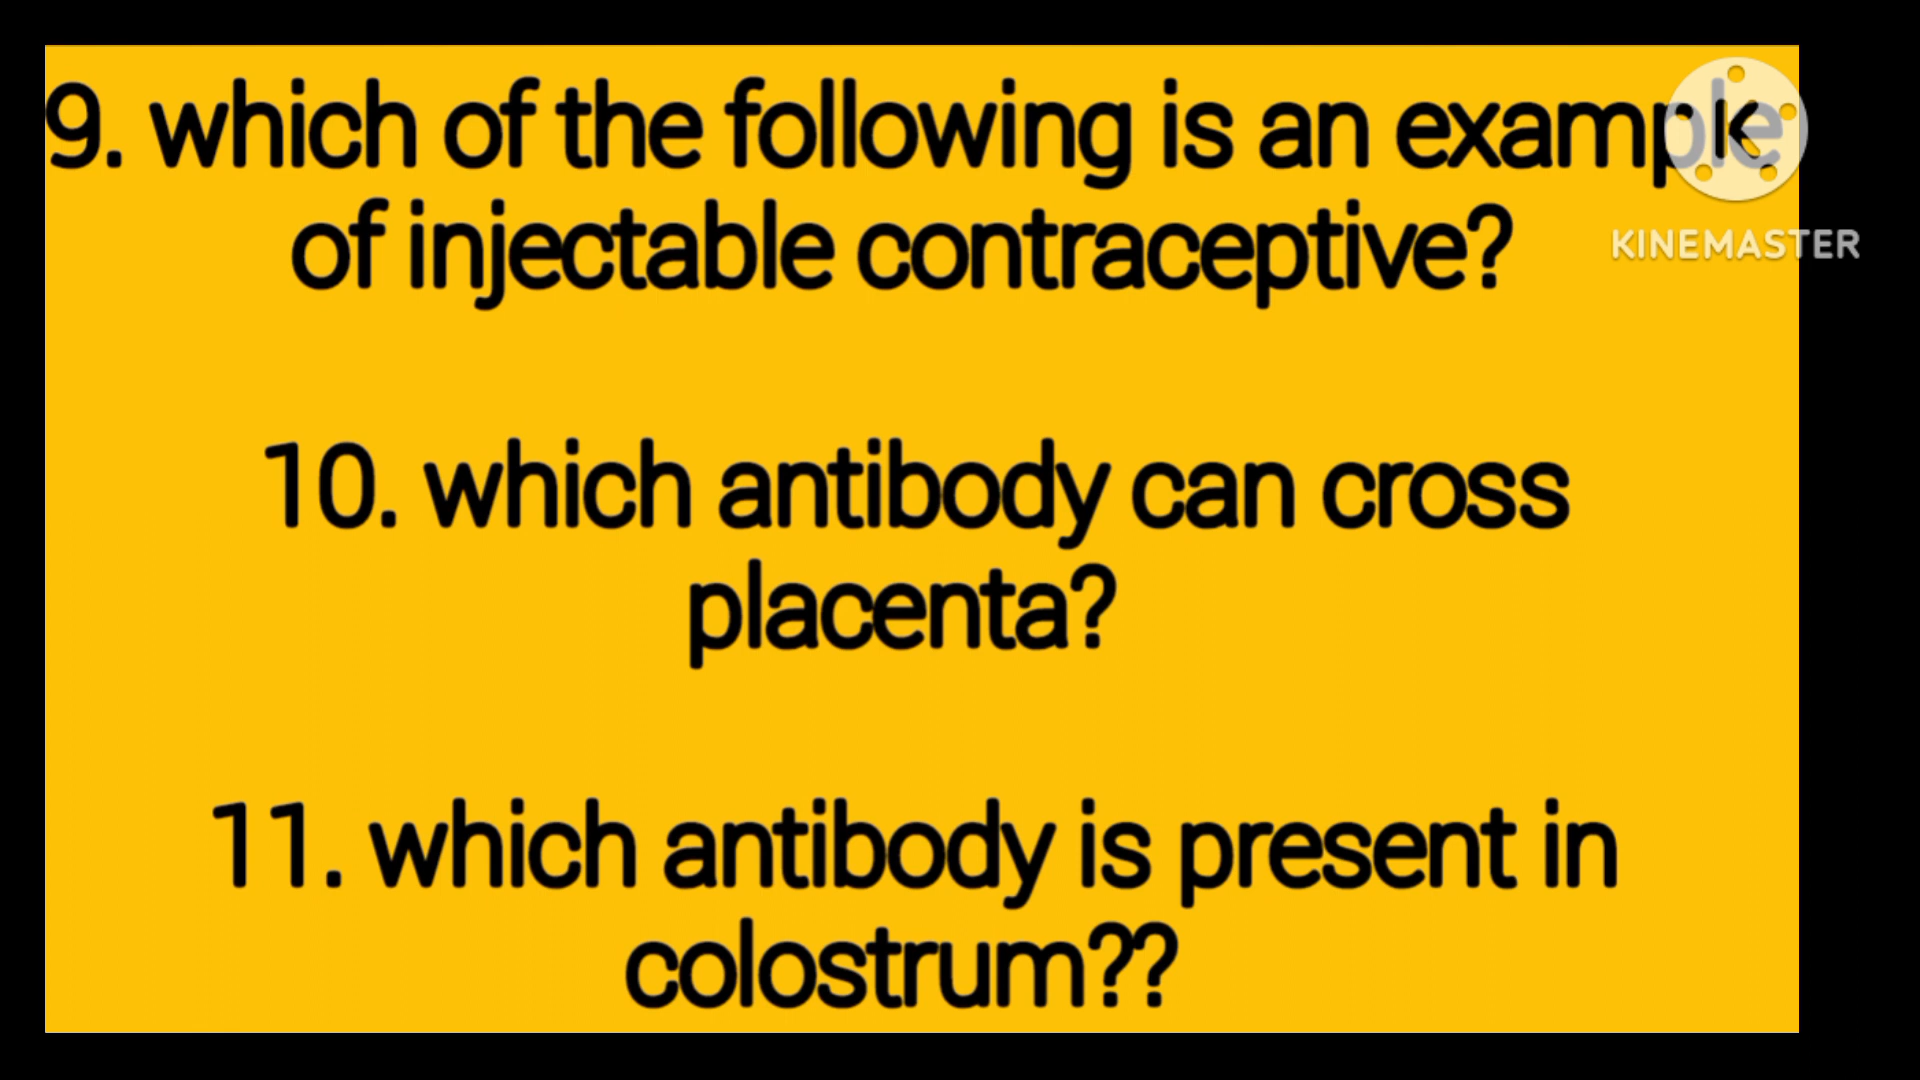 9. which of the following is an example
of injectable contraceptive?
KINEMASTER
10. which antibody can cross
placenta?
11. which antibody is present in
colostrum??